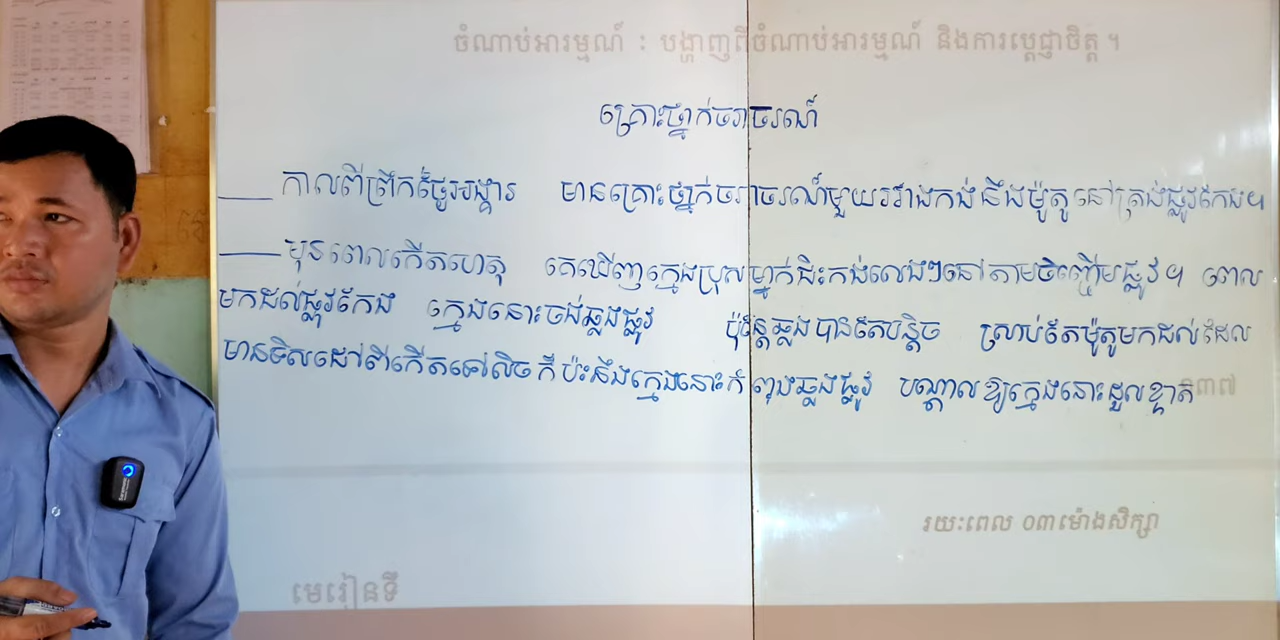 ចំណាប់អារម្មណ៍ : បង្ហាញពីចំណាប់អារម្មណ៍ និងការប្ដេជ្ញាចិត្ត ។
គ្រោះថ្នាក់ចរាចរណ៍
កាលពីព្រឹកថ្ងៃអង្គារ មានគ្រោះថ្នាក់ចរាចរណ៍មួយរវាងកង់នឹងម៉ូតូនៅត្រង់ផ្លូវកែង។
មុនពេលកើតហេតុ គេឃើញក្មេងប្រុសម្នាក់ជិះកង់លេងៗនៅតាមចិញ្ចើមផ្លូវ។ ពេល
មកដល់ផ្លូវកែង ក្មេងនោះចង់ឆ្លងផ្លូវ ប៉ុន្តែឆ្លងបានតែបន្តិច ស្រាប់តែម៉ូតូមកដល់ដែល
មានទិសដៅពីកើតទៅលិច ក៏ប៉ះនឹងក្មេងនោះកំពុងឆ្លងផ្លូវ បណ្ដាលឱ្យក្មេងនោះដួលខ្ទាត
១៣៧
រយៈពេល ០៣ម៉ោងសិក្សា
មេរៀនទី